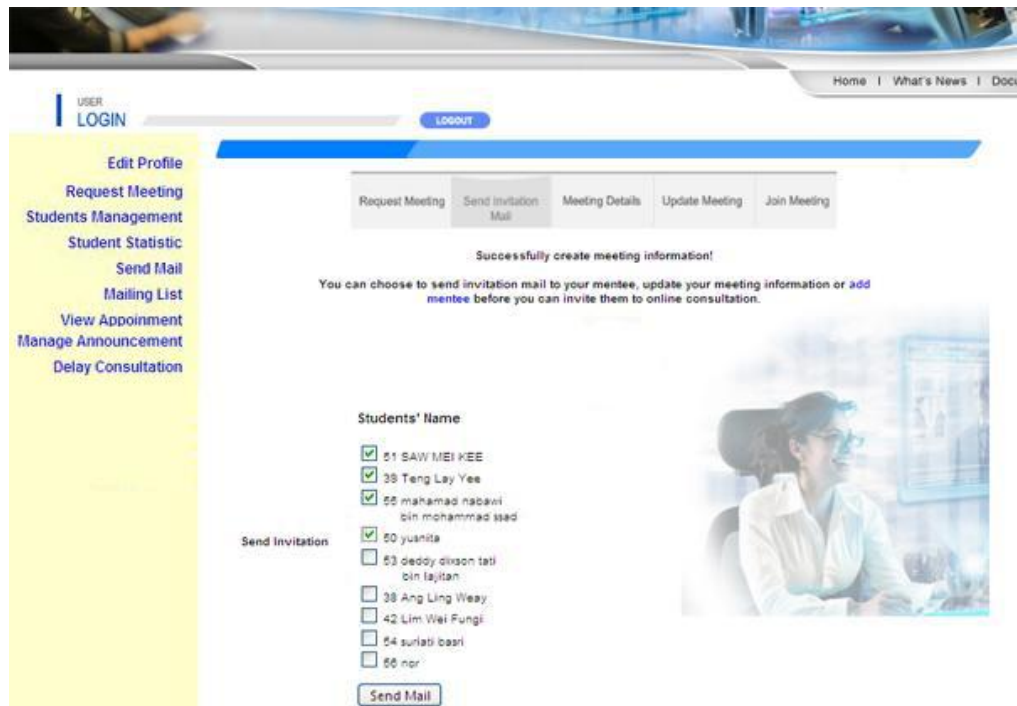 Home I What's News I Docu
USER
LOGIN
LOGOUT
Edit Profile
Request Meeting
Students Management
Student Statistic
Send Mail
Mailing List
View Appoinment
Manage Announcement
Delay Consultation
Request Meeting Send Invitation Mail Meeting Details Update Meeting Join Meeting
Successfully create meeting information!
You can choose to send invitation mail to your mentee, update your meeting information or add
mentee before you can invite them to online consultation.
Students' Name
51 SAW MEI KEE
39 Teng Lay Yee
55 mahamad nabawi
bin mohammad ssad
Send Invitation
50 yusnita
53 deddy dixson tati
bin lajitan
38 Ang Ling Weay
42 Lim Wei Fungi
54 suriati basri
56 nor
Send Mail